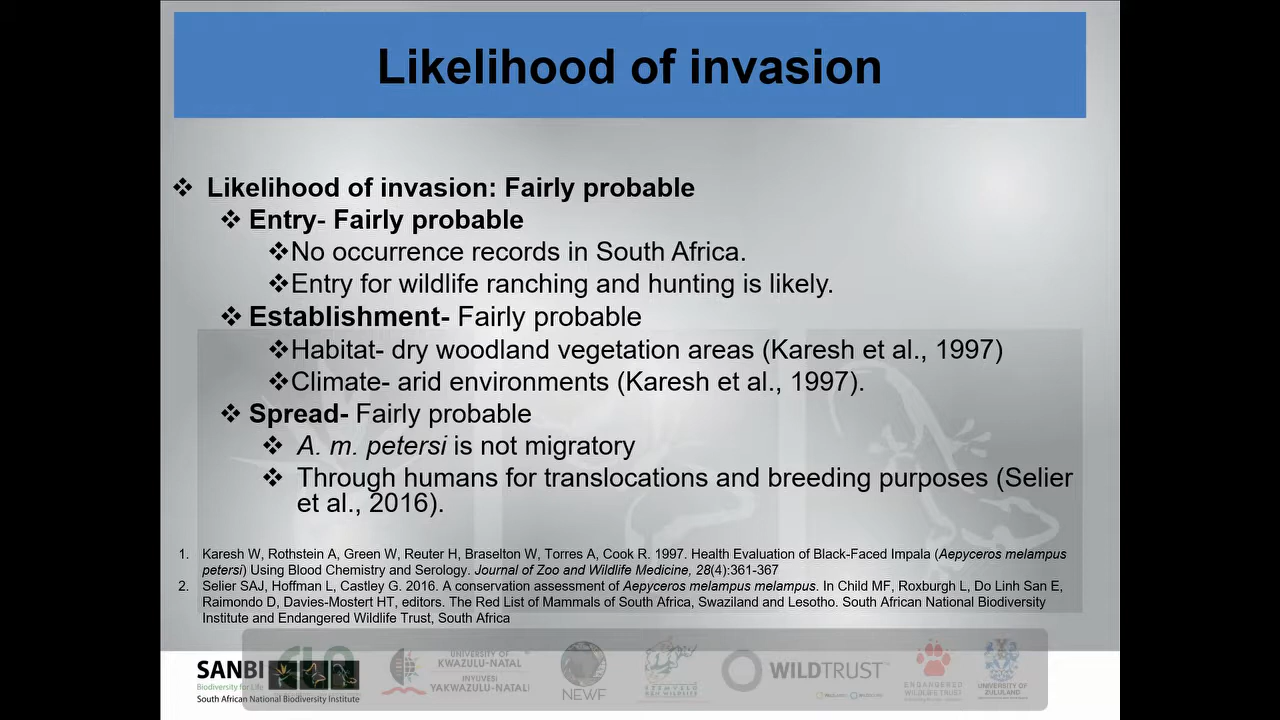 Likelihood of invasion
❖ Likelihood of invasion: Fairly probable
❖ Entry- Fairly probable
❖No occurrence records in South Africa.
❖Entry for wildlife ranching and hunting is likely.
❖ Establishment- Fairly probable
❖Habitat- dry woodland vegetation areas (Karesh et al., 1997)
❖Climate- arid environments (Karesh et al., 1997).
❖ Spread- Fairly probable
❖ A. m. petersi is not migratory
❖ Through humans for translocations and breeding purposes (Selier
et al., 2016).
1. Karesh W, Rothstein A, Green W, Reuter H, Braselton W, Torres A, Cook R. 1997. Health Evaluation of Black-Faced Impala (Aepyceros melampus
petersi) Using Blood Chemistry and Serology. Journal of Zoo and Wildlife Medicine, 28(4):361-367
2. Selier SAJ, Hoffman L, Castley G. 2016. A conservation assessment of Aepyceros melampus melampus. In Child MF, Roxburgh L, Do Linh San E,
Raimondo D, Davies-Mostert HT, editors. The Red List of Mammals of South Africa, Swaziland and Lesotho. South African National Biodiversity
Institute and Endangered Wildlife Trust, South Africa
SANBI
Biodiversity for Life
South African National Biodiversity Institute
UNIVERSITY OF
KWAZULU-NATAL
INYUVESI
YAKWAZULU-NATALI
NEWF
WILDTRUST
ENDANGERED
WILDLIFE TRUST
UNIVERSITY OF
ZULULAND